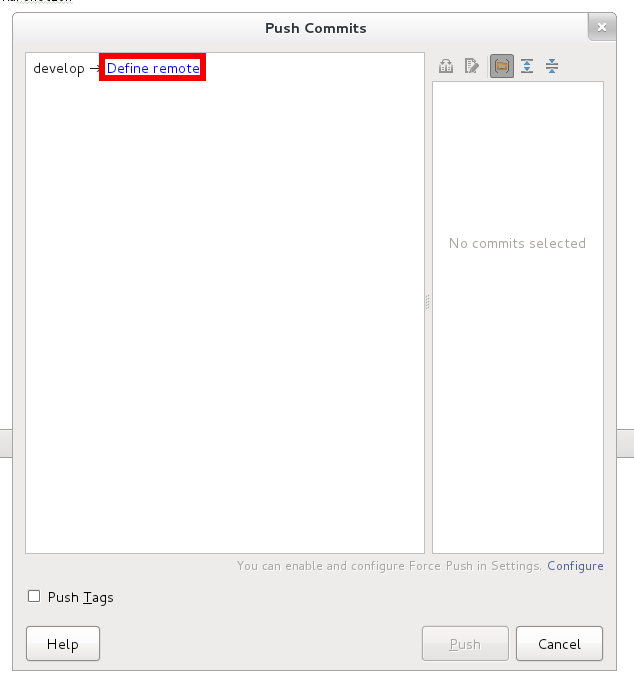 Push Commits
develop → Define remote
No commits selected
You can enable and configure Force Push in Settings. Configure
Push Tags
Help
Push
Cancel